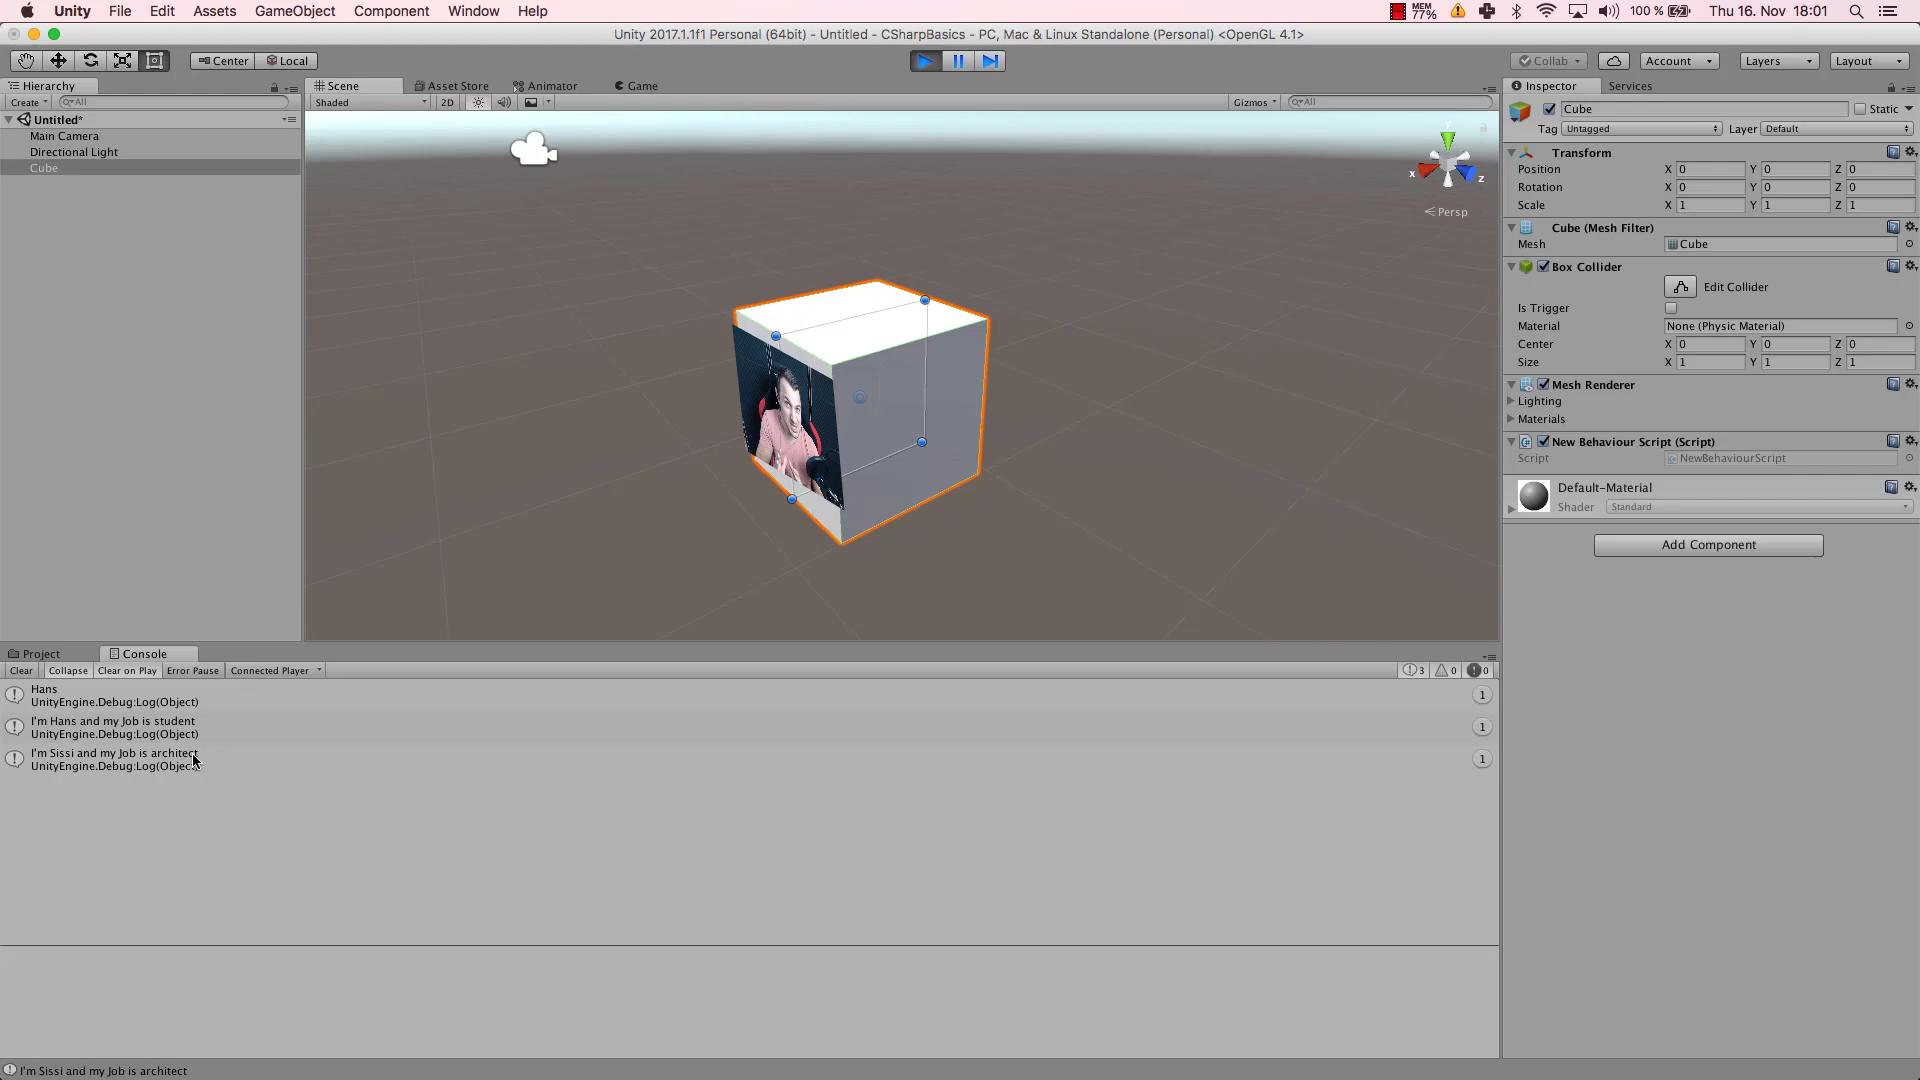 Unity File Edit Assets GameObject Component Window Help
MEM 77% 100 % Thu 16. Nov 18:01
Unity 2017.1.1f1 Personal (64bit) - Untitled - CSharpBasics - PC, Mac & Linux Standalone (Personal) <OpenGL 4.1>
Center Local
Collab Account Layers Layout
Hierarchy
Create All
Untitled*
Main Camera
Directional Light
Cube
Scene Asset Store Animator Game
Shaded 2D Gizmos All
y
x
z
Persp
Inspector Services
Cube Static
Tag Untagged Layer Default
Transform
Position X 0 Y 0 Z 0
Rotation X 0 Y 0 Z 0
Scale X 1 Y 1 Z 1
Cube (Mesh Filter)
Mesh Cube
Box Collider
Edit Collider
Is Trigger
Material None (Physic Material)
Center X 0 Y 0 Z 0
Size X 1 Y 1 Z 1
Mesh Renderer
Lighting
Materials
New Behaviour Script (Script)
Script NewBehaviourScript
Default-Material
Shader Standard
Add Component
Project Console
Clear Collapse Clear on Play Error Pause Connected Player 3 0 0
Hans
UnityEngine.Debug:Log(Object) 1
I'm Hans and my Job is student
UnityEngine.Debug:Log(Object) 1
I'm Sissi and my Job is architect
UnityEngine.Debug:Log(Object) 1
I'm Sissi and my Job is architect